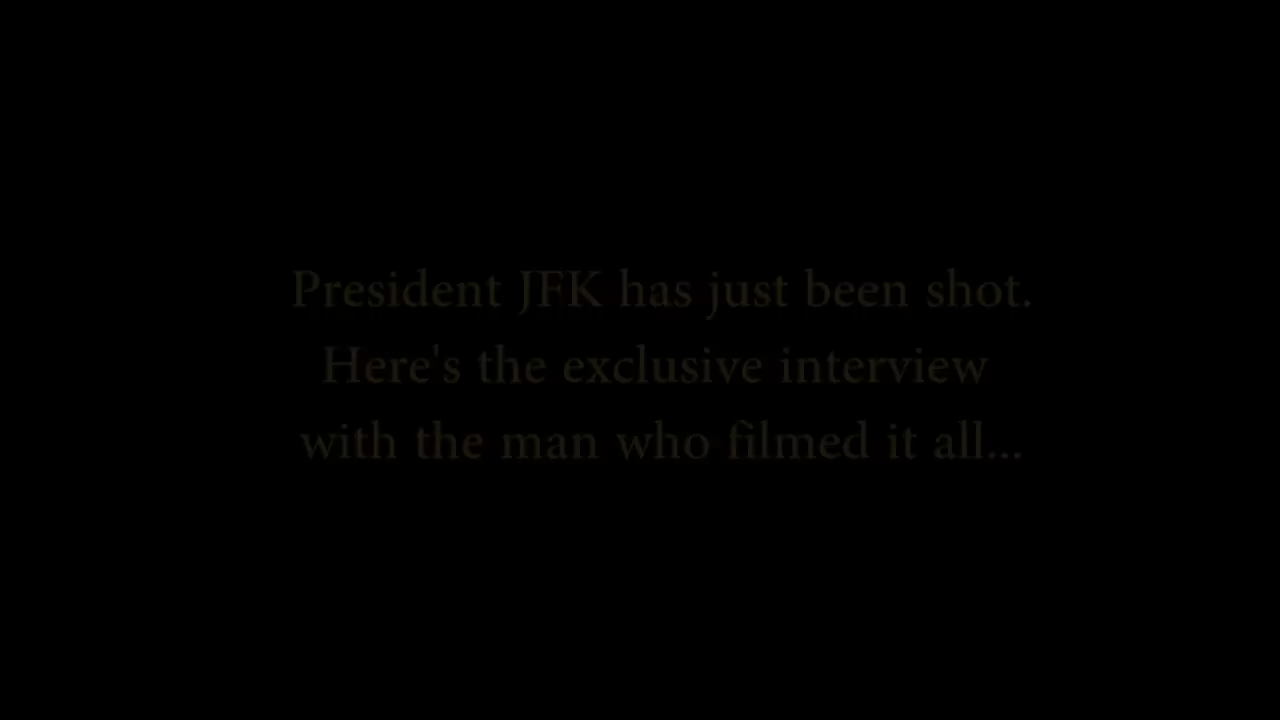 President JFK has just been shot.
Here's the exclusive interview
with the man who filmed it all...